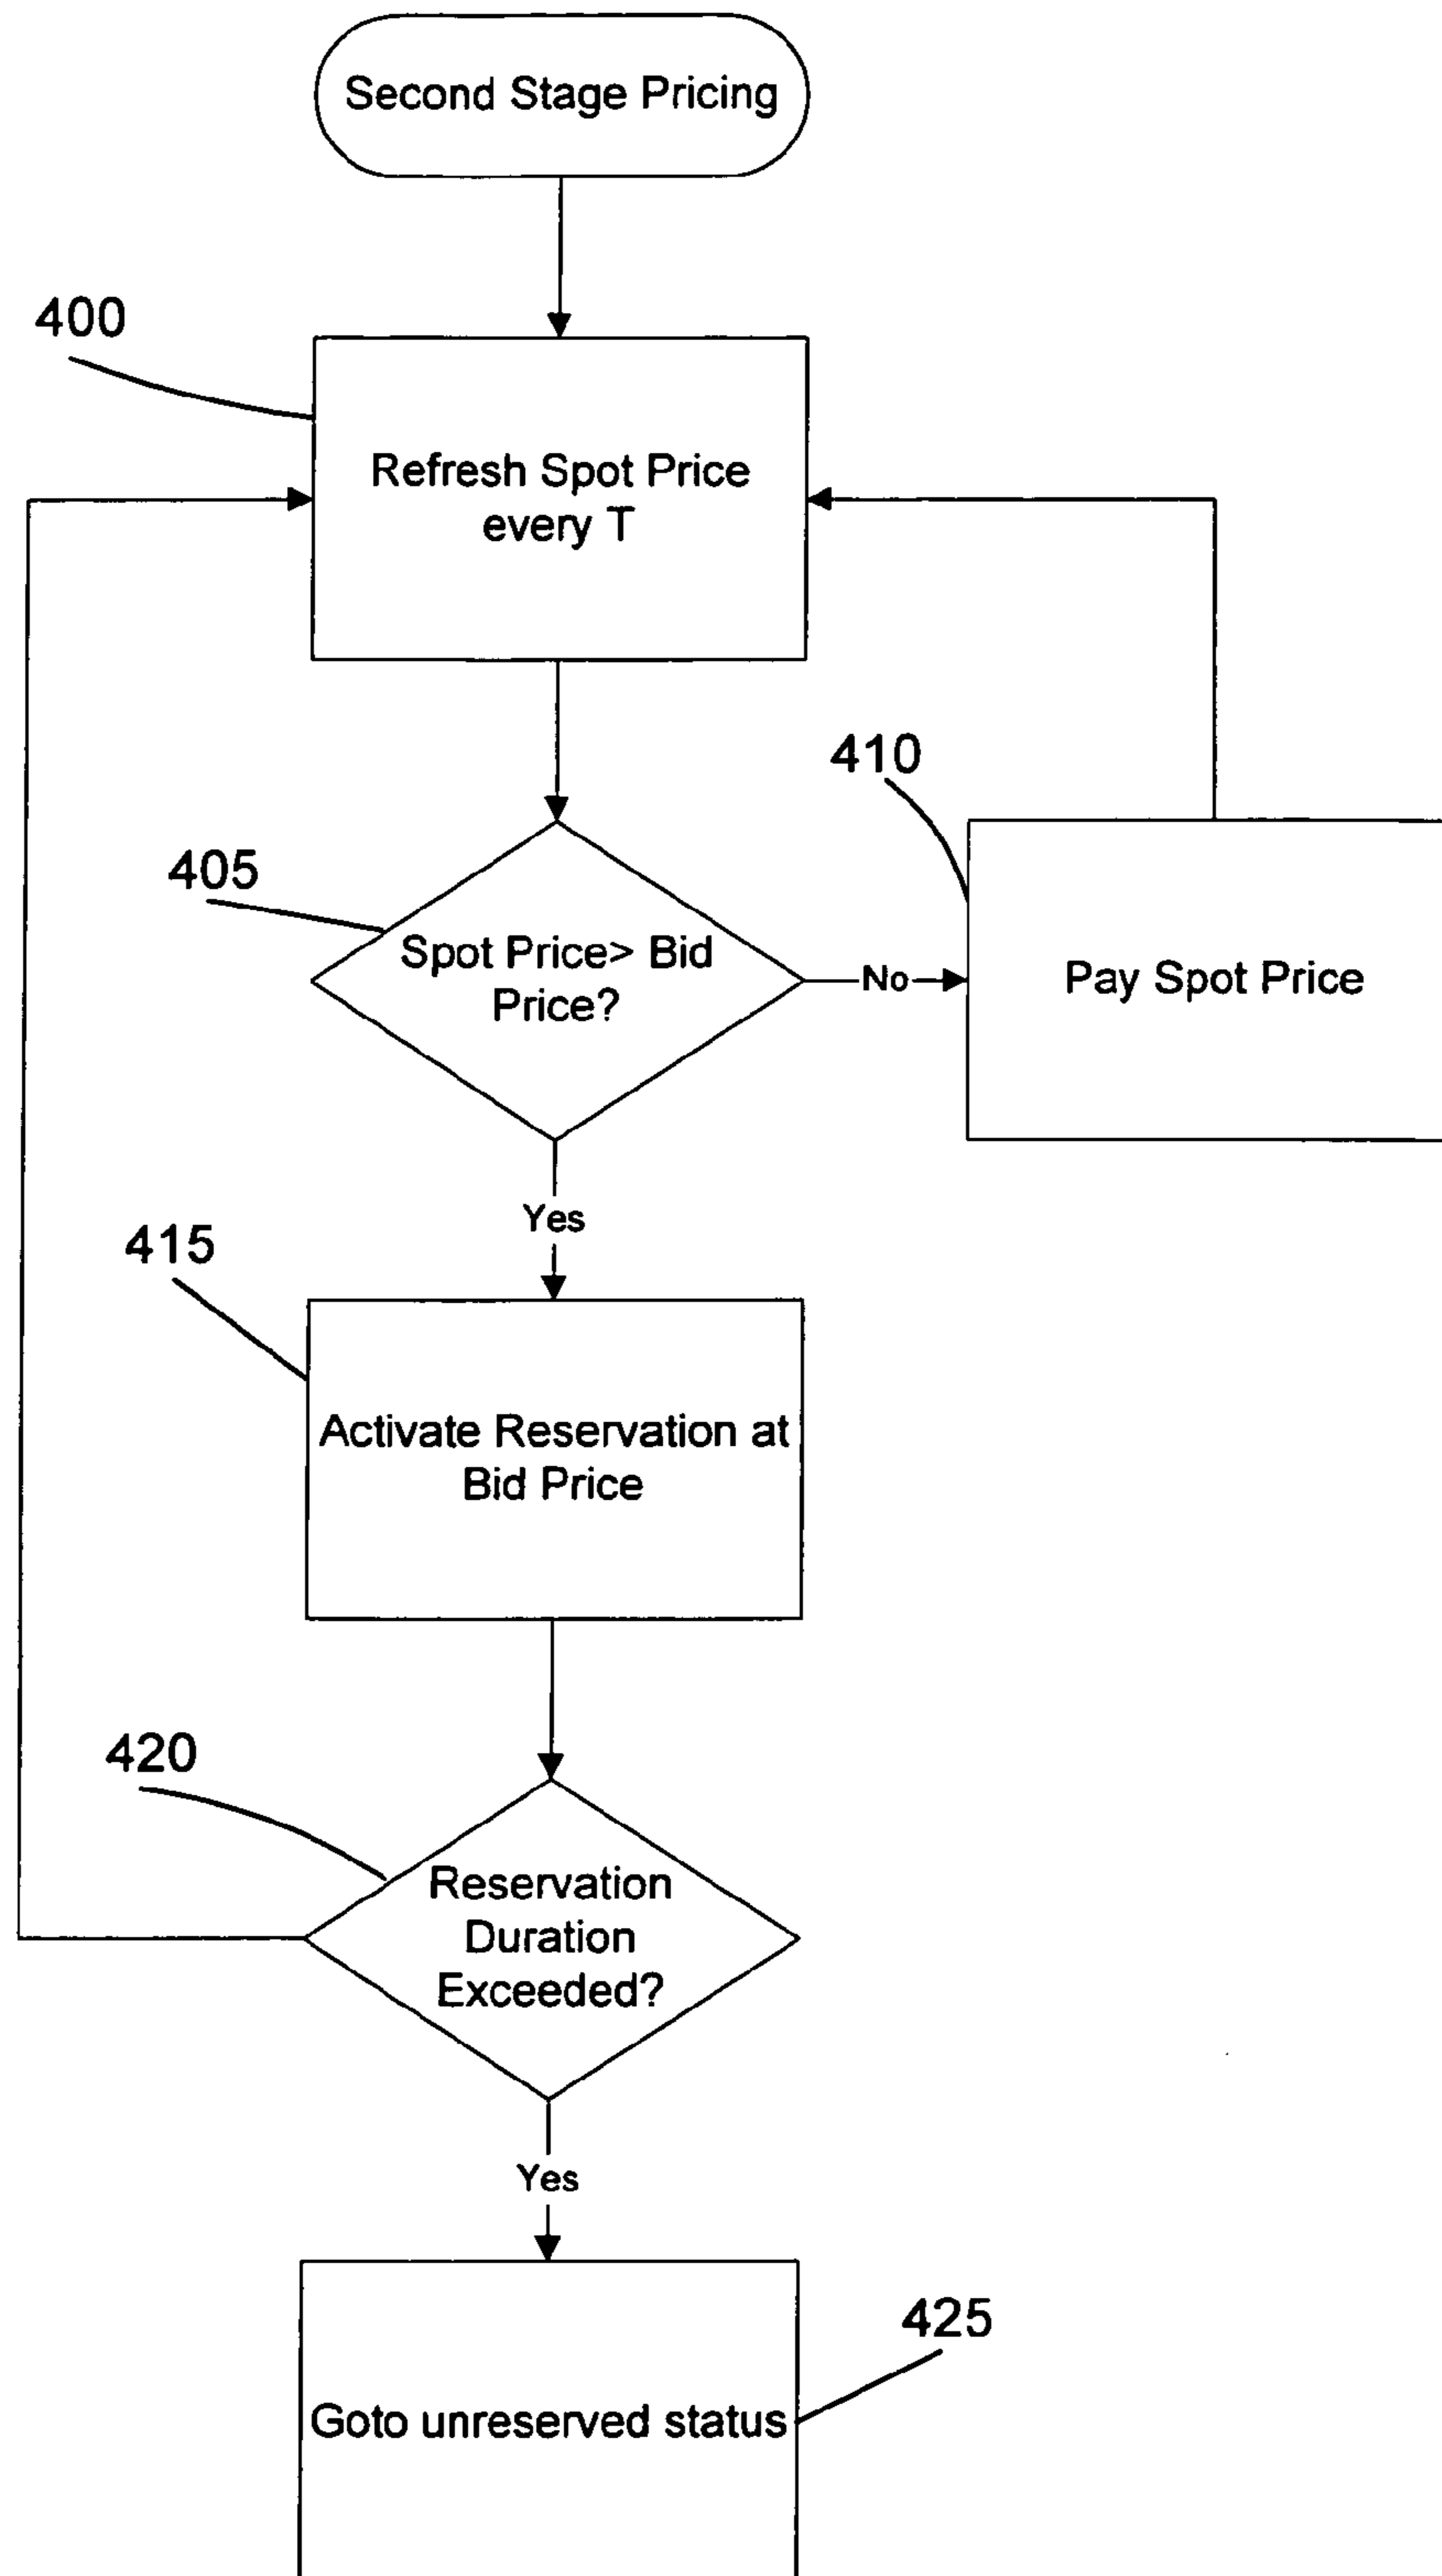 Second Stage Pricing
400
Refresh Spot Price
every T
410
405
Spot Price> Bid
Price?
No
Pay Spot Price
Yes
415
Activate Reservation at
Bid Price
420
Reservation
Duration
Exceeded?
Yes
425
Goto unreserved status